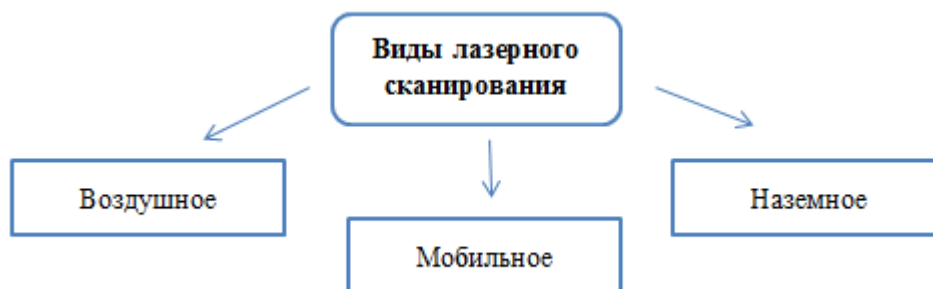 Виды лазерного
сканирования
Воздушное
Мобильное
Наземное